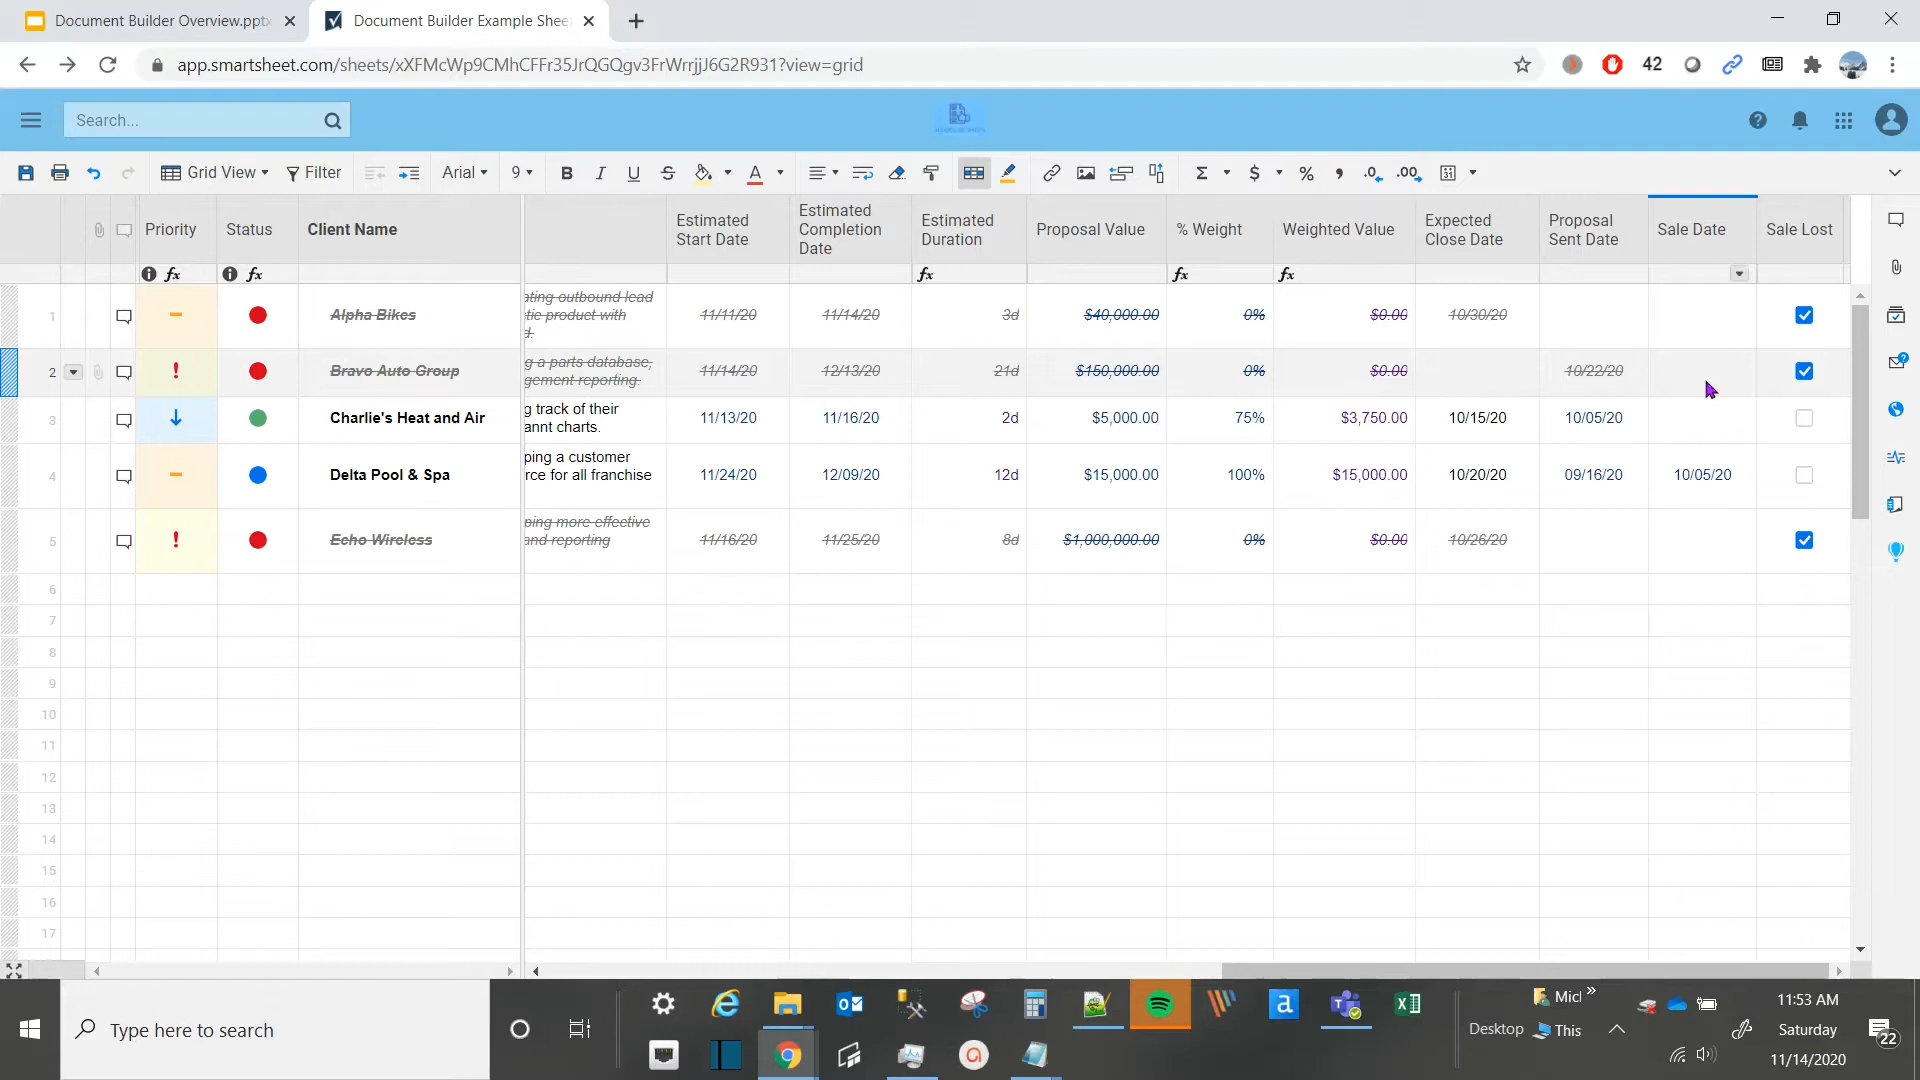 Document Builder Overview.pptx
Document Builder Example Shee
app.smartsheet.com/sheets/xXFMcWp9CMhCFFr35JrQGQgv3FrWrrjjJ6G2R931?view=grid
42
Search...
Grid View
Filter
Arial
9
B I U S A Σ $ % , .0 .00
Priority
Status
Client Name
Estimated Start Date
Estimated Completion Date
Estimated Duration
Proposal Value
% Weight
Weighted Value
Expected Close Date
Proposal Sent Date
Sale Date
Sale Lost
fx fx fx fx fx
1 Alpha Bikes ating outbound lead 11/11/20 11/14/20 3d $40,000.00 0% $0.00 10/30/20
tic product with
d.
2 Bravo Auto Group g a parts database, 11/14/20 12/13/20 21d $150,000.00 0% $0.00 10/22/20
gement reporting.
3 Charlie's Heat and Air g track of their 11/13/20 11/16/20 2d $5,000.00 75% $3,750.00 10/15/20 10/05/20
annt charts.
4 Delta Pool & Spa ping a customer 11/24/20 12/09/20 12d $15,000.00 100% $15,000.00 10/20/20 09/16/20 10/05/20
rce for all franchise
5 Echo Wireless ping more effective 11/16/20 11/25/20 8d $1,000,000.00 0% $0.00 10/26/20
and reporting
6
7
8
9
10
11
12
13
14
15
16
17
Type here to search
Desktop
Micl
This
11:53 AM
Saturday
11/14/2020
22